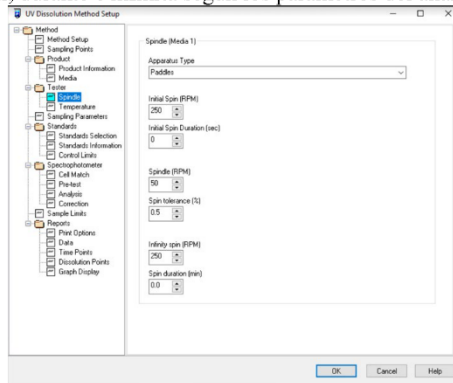 UV Dissolution Method Setup
Method
Method Setup
Sampling Points
Product
Product Information
Media
Tester
Spindle
Temperature
Sampling Parameters
Standards
Standards Selection
Standards Information
Control Limits
Spectrophotometer
Cell Match
Pre-test
Analysis
Correction
Sample Limits
Reports
Print Options
Data
Time Points
Dissolution Points
Graph Display
Spindle (Media 1)
Apparatus Type
Paddles
Initial Spin (RPM)
250
Initial Spin Duration (sec)
0
Spindle (RPM)
50
Spin tolerance (%)
0.5
Infinity spin (RPM)
250
Spin duration (min)
0.0
OK Cancel Help